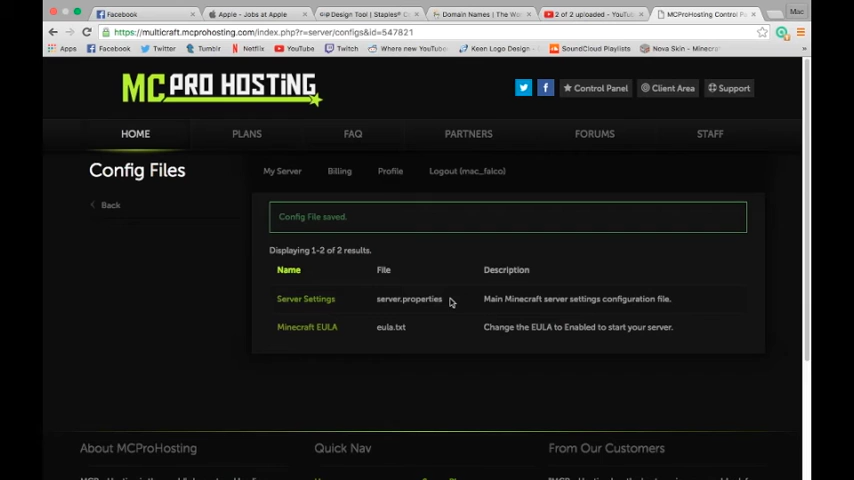 Facebook
Apple - Jobs at Apple
Design Tool | Staples®
Domain Names | The Wo
2 of 2 uploaded - YouTu
MCProHosting Control P
Mac
https://multicraft.mcprohosting.com/index.php?r=server/configs&id=547821
Apps
Facebook
Twitter
Tumblr
Netflix
YouTube
Twitch
Where new YouTub
Keen Logo Design -
SoundCloud Playlists
Nova Skin - Minecra
MC PRO HOSTING
Control Panel
Client Area
Support
HOME
PLANS
FAQ
PARTNERS
FORUMS
STAFF
Config Files
My Server
Billing
Profile
Logout (mac_falco)
Back
Config File saved.
Displaying 1-2 of 2 results.
Name
File
Description
Server Settings
server.properties
Main Minecraft server settings configuration file.
Minecraft EULA
eula.txt
Change the EULA to Enabled to start your server.
About MCProHosting
Quick Nav
From Our Customers